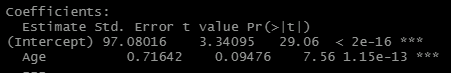 Coefficients:
Estimate Std. Error t value Pr(>|t|)
(Intercept) 97.08016 3.34095 29.06 < 2e-16 ***
Age 0.71642 0.09476 7.56 1.15e-13 ***
---